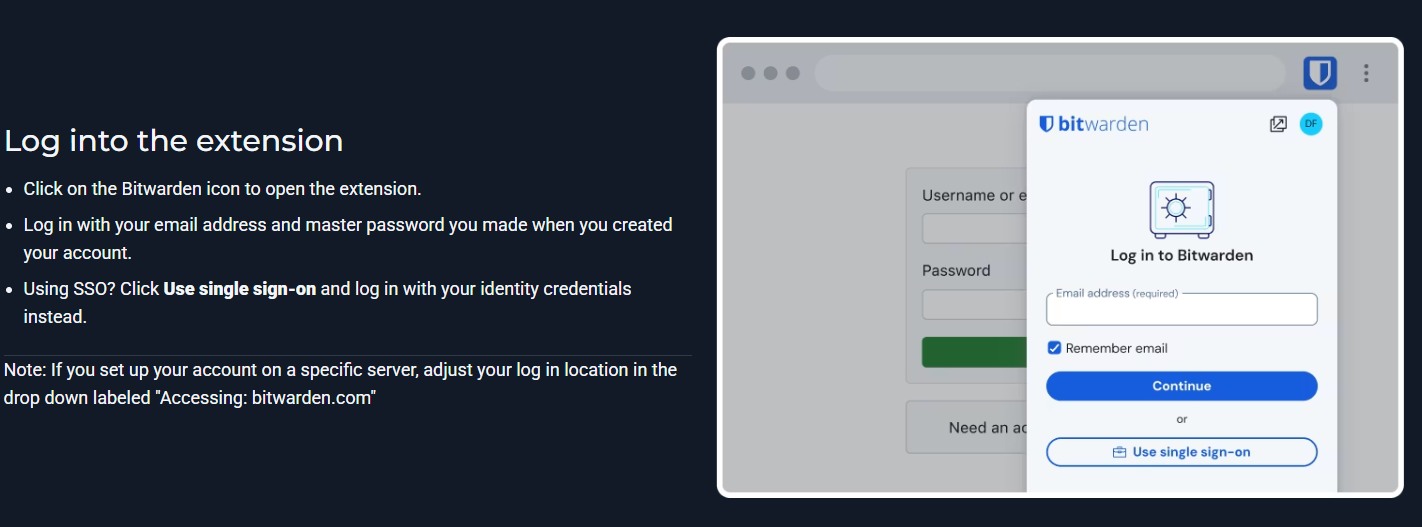 Log into the extension
Click on the Bitwarden icon to open the extension.
Log in with your email address and master password you made when you created
your account.
Using SSO? Click Use single sign-on and log in with your identity credentials
instead.
Note: If you set up your account on a specific server, adjust your log in location in the
drop down labeled "Accessing: bitwarden.com"
Username or e
Password
Need an ac
bitwarden
DF
Log in to Bitwarden
Email address (required)
Remember email
Continue
or
Use single sign-on